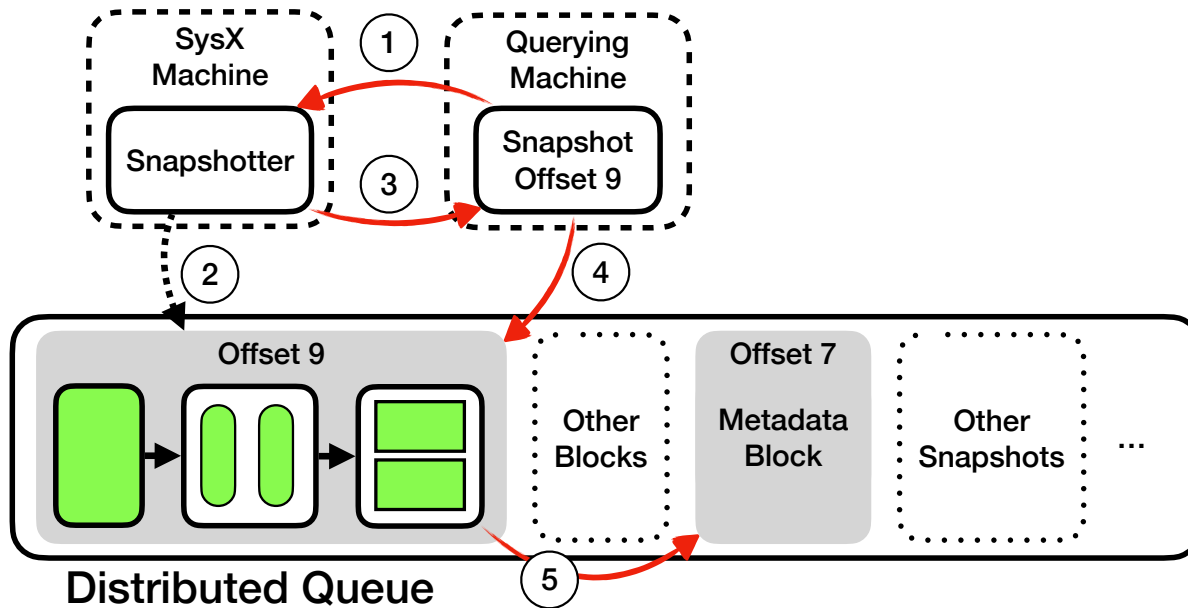 SysX
Machine
1
Querying
Machine
Snapshotter
Snapshot
Offset 9
3
2
4
Offset 9
Other
Blocks
Offset 7
Metadata
Block
Other
Snapshots
...
5
Distributed Queue